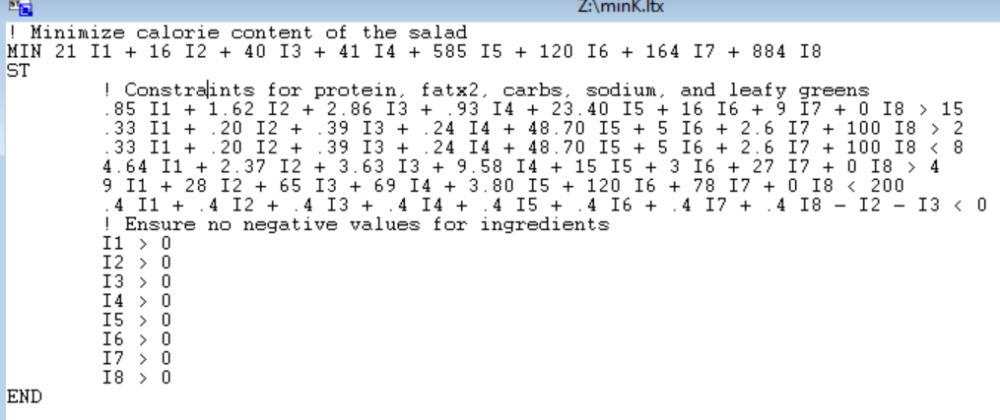 Z:\minK.ltx
! Minimize calorie content of the salad
MIN 21 I1 + 16 I2 + 40 I3 + 41 I4 + 585 I5 + 120 I6 + 164 I7 + 884 I8
ST
! Constraints for protein, fatx2, carbs, sodium, and leafy greens
.85 I1 + 1.62 I2 + 2.86 I3 + .93 I4 + 23.40 I5 + 16 I6 + 9 I7 + 0 I8 > 15
.33 I1 + .20 I2 + .39 I3 + .24 I4 + 48.70 I5 + 5 I6 + 2.6 I7 + 100 I8 > 2
.33 I1 + .20 I2 + .39 I3 + .24 I4 + 48.70 I5 + 5 I6 + 2.6 I7 + 100 I8 < 8
4.64 I1 + 2.37 I2 + 3.63 I3 + 9.58 I4 + 15 I5 + 3 I6 + 27 I7 + 0 I8 > 4
9 I1 + 28 I2 + 65 I3 + 69 I4 + 3.80 I5 + 120 I6 + 78 I7 + 0 I8 < 200
.4 I1 + .4 I2 + .4 I3 + .4 I4 + .4 I5 + .4 I6 + .4 I7 + .4 I8 - I2 - I3 < 0
! Ensure no negative values for ingredients
I1 > 0
I2 > 0
I3 > 0
I4 > 0
I5 > 0
I6 > 0
I7 > 0
I8 > 0
END